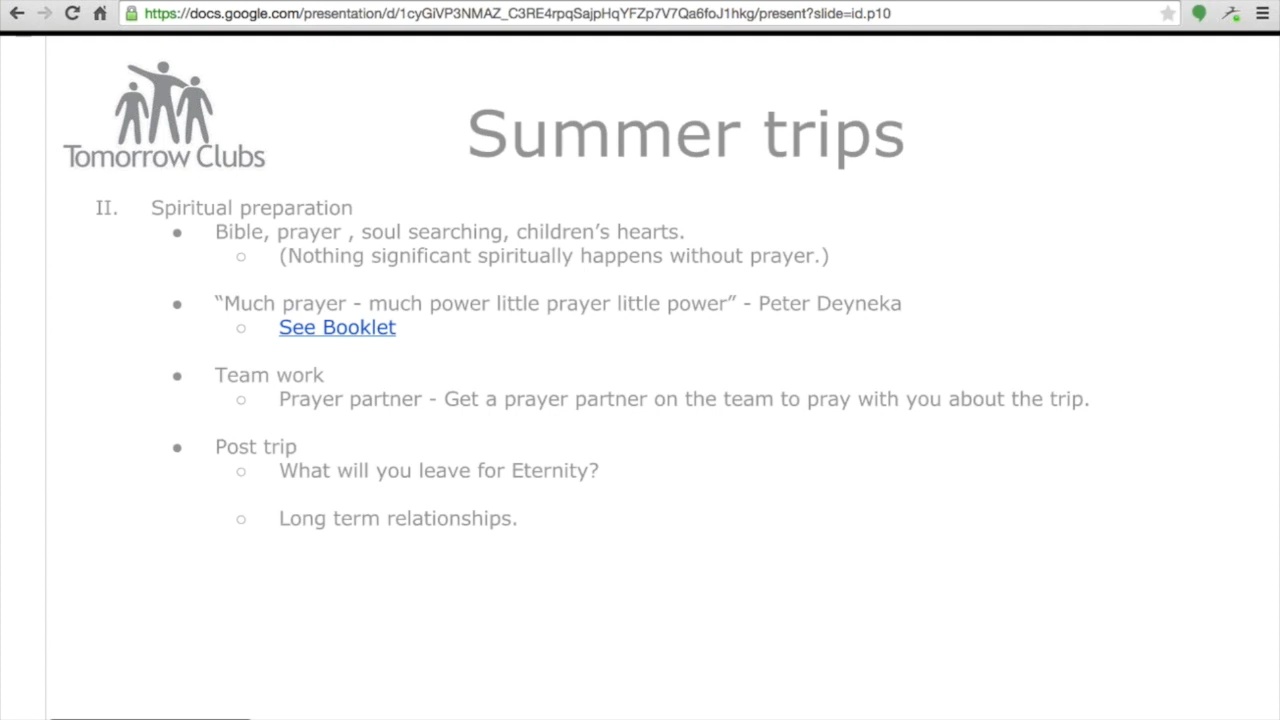 https://docs.google.com/presentation/d/1cyGiVP3NMAZ_C3RE4rpqSajpHqYFZp7V7Qa6foJ1hkg/present?slide=id.p10
Tomorrow Clubs
Summer trips
II. Spiritual preparation
● Bible, prayer , soul searching, children’s hearts.
○ (Nothing significant spiritually happens without prayer.)
● “Much prayer - much power little prayer little power” - Peter Deyneka
○ See Booklet
● Team work
○ Prayer partner - Get a prayer partner on the team to pray with you about the trip.
● Post trip
○ What will you leave for Eternity?
○ Long term relationships.